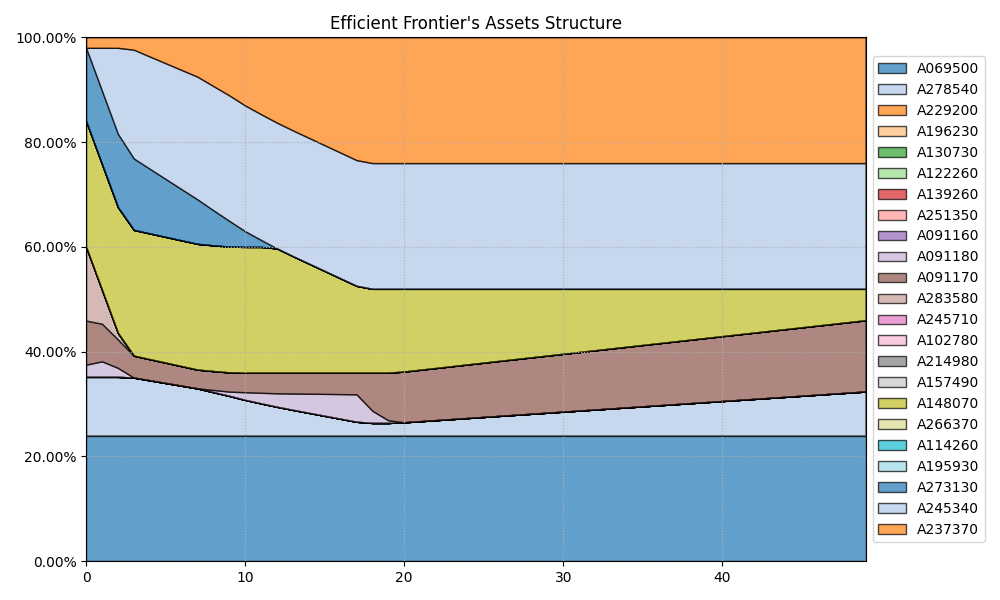 Efficient Frontier's Assets Structure
100.00%
80.00%
60.00%
40.00%
20.00%
0.00%
0
10
20
30
40
A069500
A278540
A229200
A196230
A130730
A122260
A139260
A251350
A091160
A091180
A091170
A283580
A245710
A102780
A214980
A157490
A148070
A266370
A114260
A195930
A273130
A245340
A237370